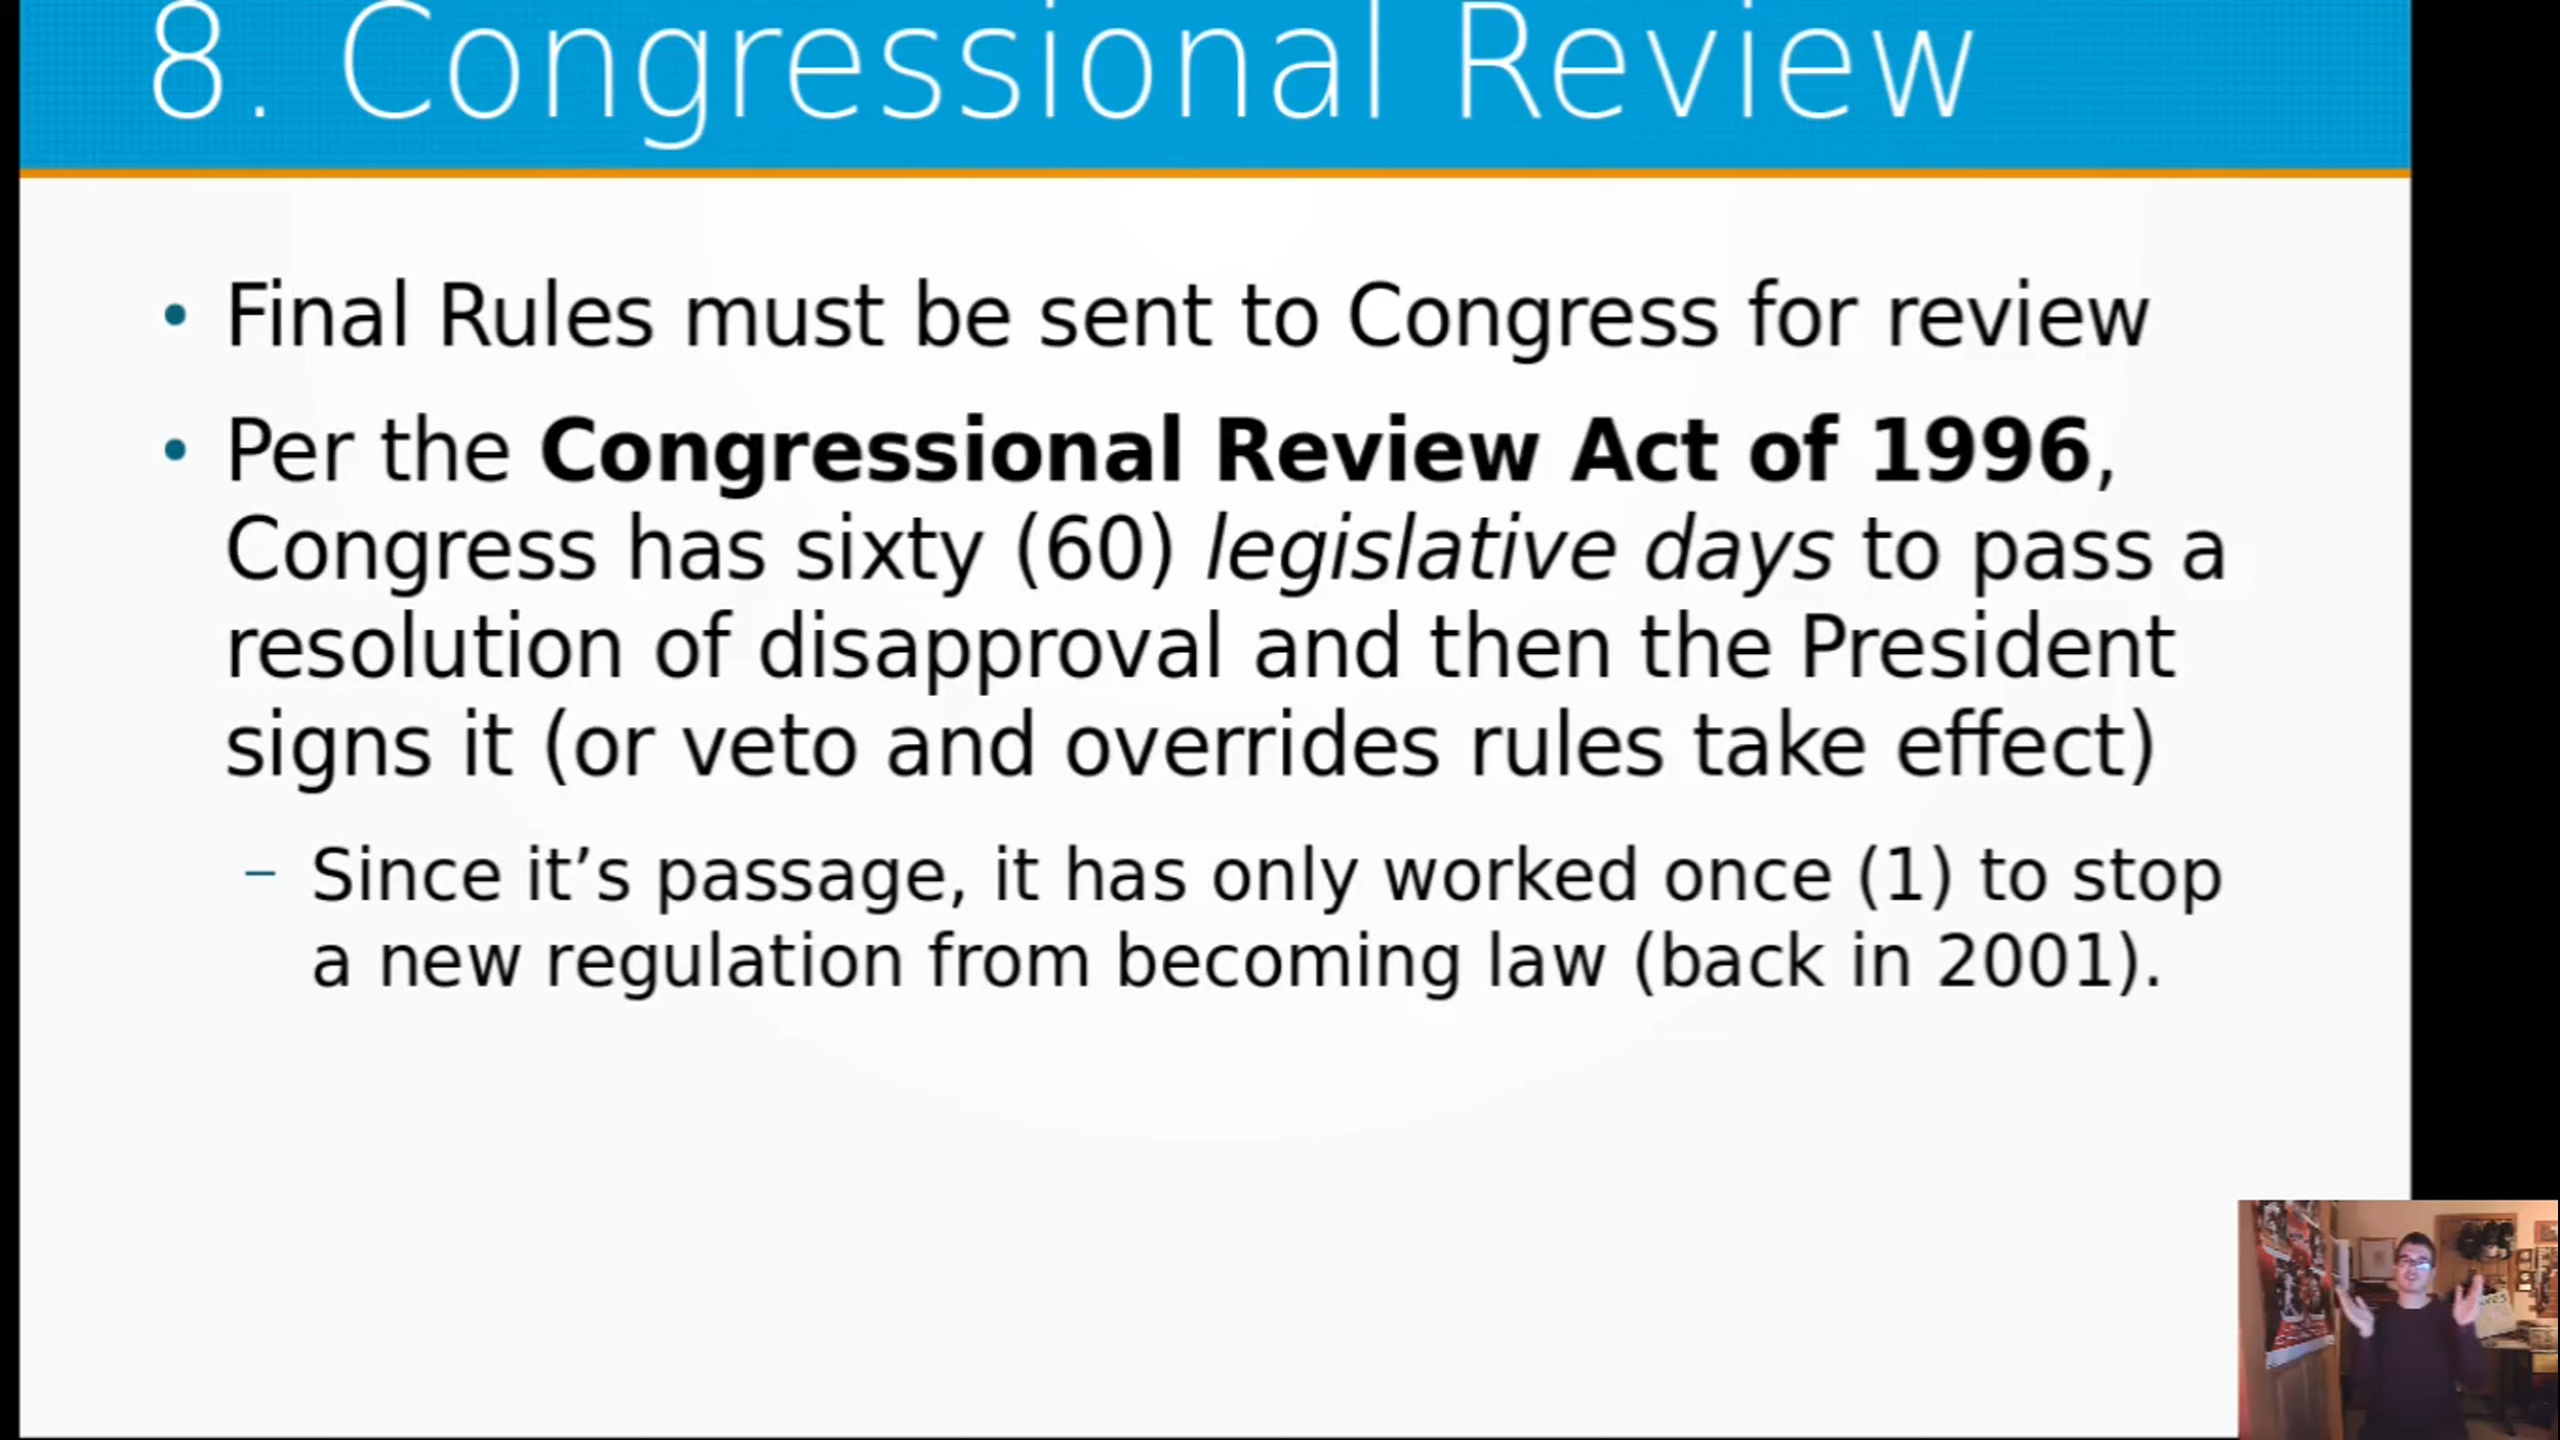 8. Congressional Review
• Final Rules must be sent to Congress for review
• Per the Congressional Review Act of 1996,
Congress has sixty (60) legislative days to pass a
resolution of disapproval and then the President
signs it (or veto and overrides rules take effect)
– Since it’s passage, it has only worked once (1) to stop
a new regulation from becoming law (back in 2001).